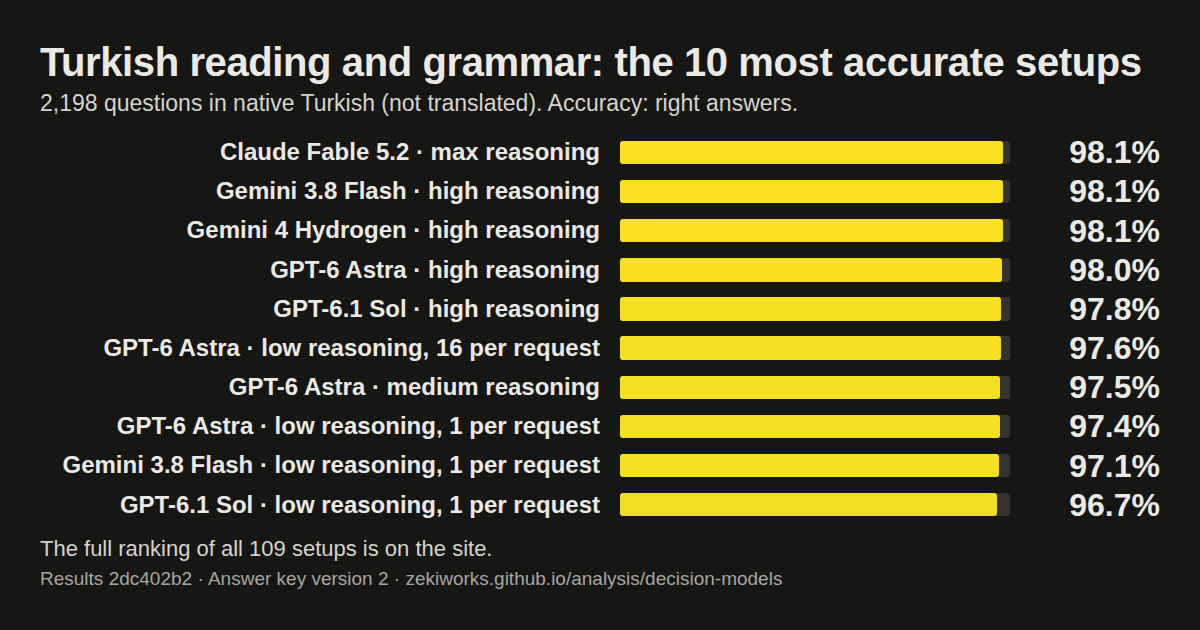 Turkish reading and grammar: the 10 most accurate setups
2,198 questions in native Turkish (not translated). Accuracy: right answers.
Claude Fable 5.2 · max reasoning 98.1%
Gemini 3.8 Flash · high reasoning 98.1%
Gemini 4 Hydrogen · high reasoning 98.1%
GPT-6 Astra · high reasoning 98.0%
GPT-6.1 Sol · high reasoning 97.8%
GPT-6 Astra · low reasoning, 16 per request 97.6%
GPT-6 Astra · medium reasoning 97.5%
GPT-6 Astra · low reasoning, 1 per request 97.4%
Gemini 3.8 Flash · low reasoning, 1 per request 97.1%
GPT-6.1 Sol · low reasoning, 1 per request 96.7%
The full ranking of all 109 setups is on the site.
Results 2dc402b2 · Answer key version 2 · zekiworks.github.io/analysis/decision-models